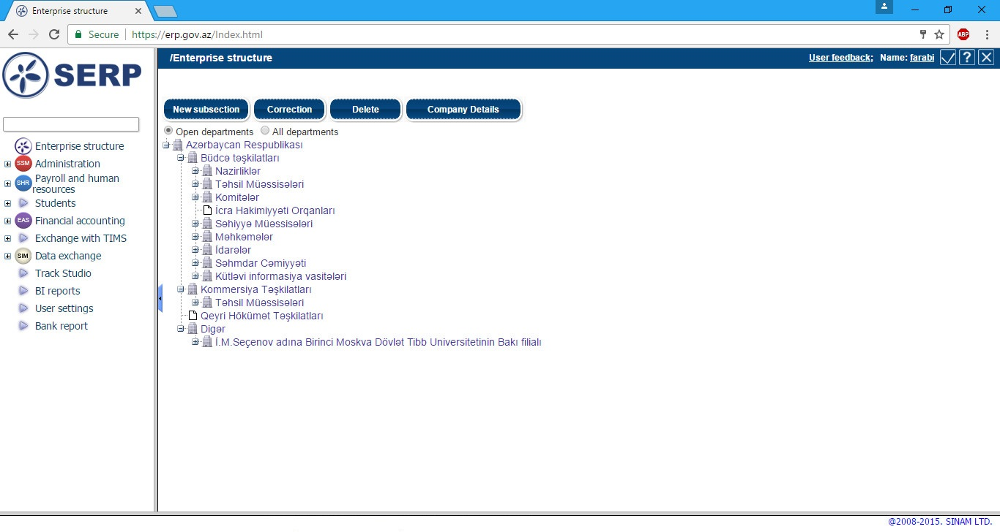 Enterprise structure
Secure https://erp.gov.az/Index.html ABP
SERP
/Enterprise structure User feedback; Name: farabi ?
New subsection Correction Delete Company Details
Open departments All departments
Enterprise structure
SSM Administration
SHR Payroll and human
resources
Students
EAS Financial accounting
Exchange with TIMS
SIM Data exchange
Track Studio
BI reports
User settings
Bank report
Azərbaycan Respublikası
Büdcə təşkilatları
Nazirliklər
Təhsil Müəssisələri
Komitələr
İcra Hakimiyyəti Orqanları
Səhiyyə Müəssisələri
Məhkəmələr
İdarələr
Səhmdar Cəmiyyəti
Kütləvi informasiya vasitələri
Kommersiya Təşkilatları
Təhsil Müəssisələri
Qeyri Hökümət Təşkilatları
Digər
İ.M.Seçenov adına Birinci Moskva Dövlət Tibb Universitetinin Bakı filialı
@2008-2015. SINAM LTD.